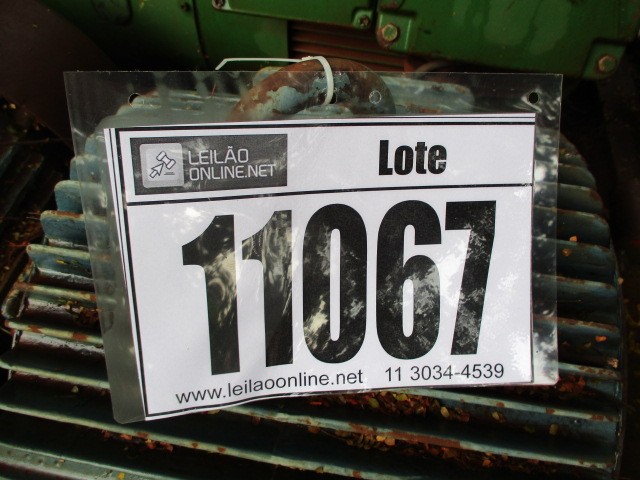 LEILÃO
ONLINE.NET
Lote
11067
www.leilaoonline.net 11 3034-4539